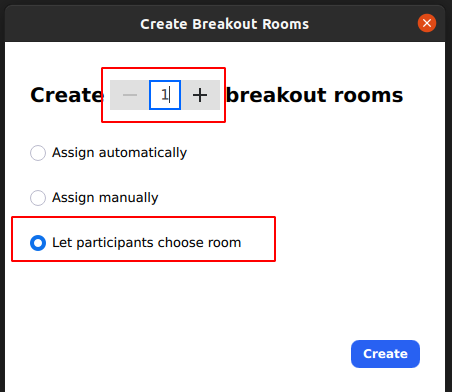 Create Breakout Rooms
Create 1 breakout rooms
Assign automatically
Assign manually
Let participants choose room
Create